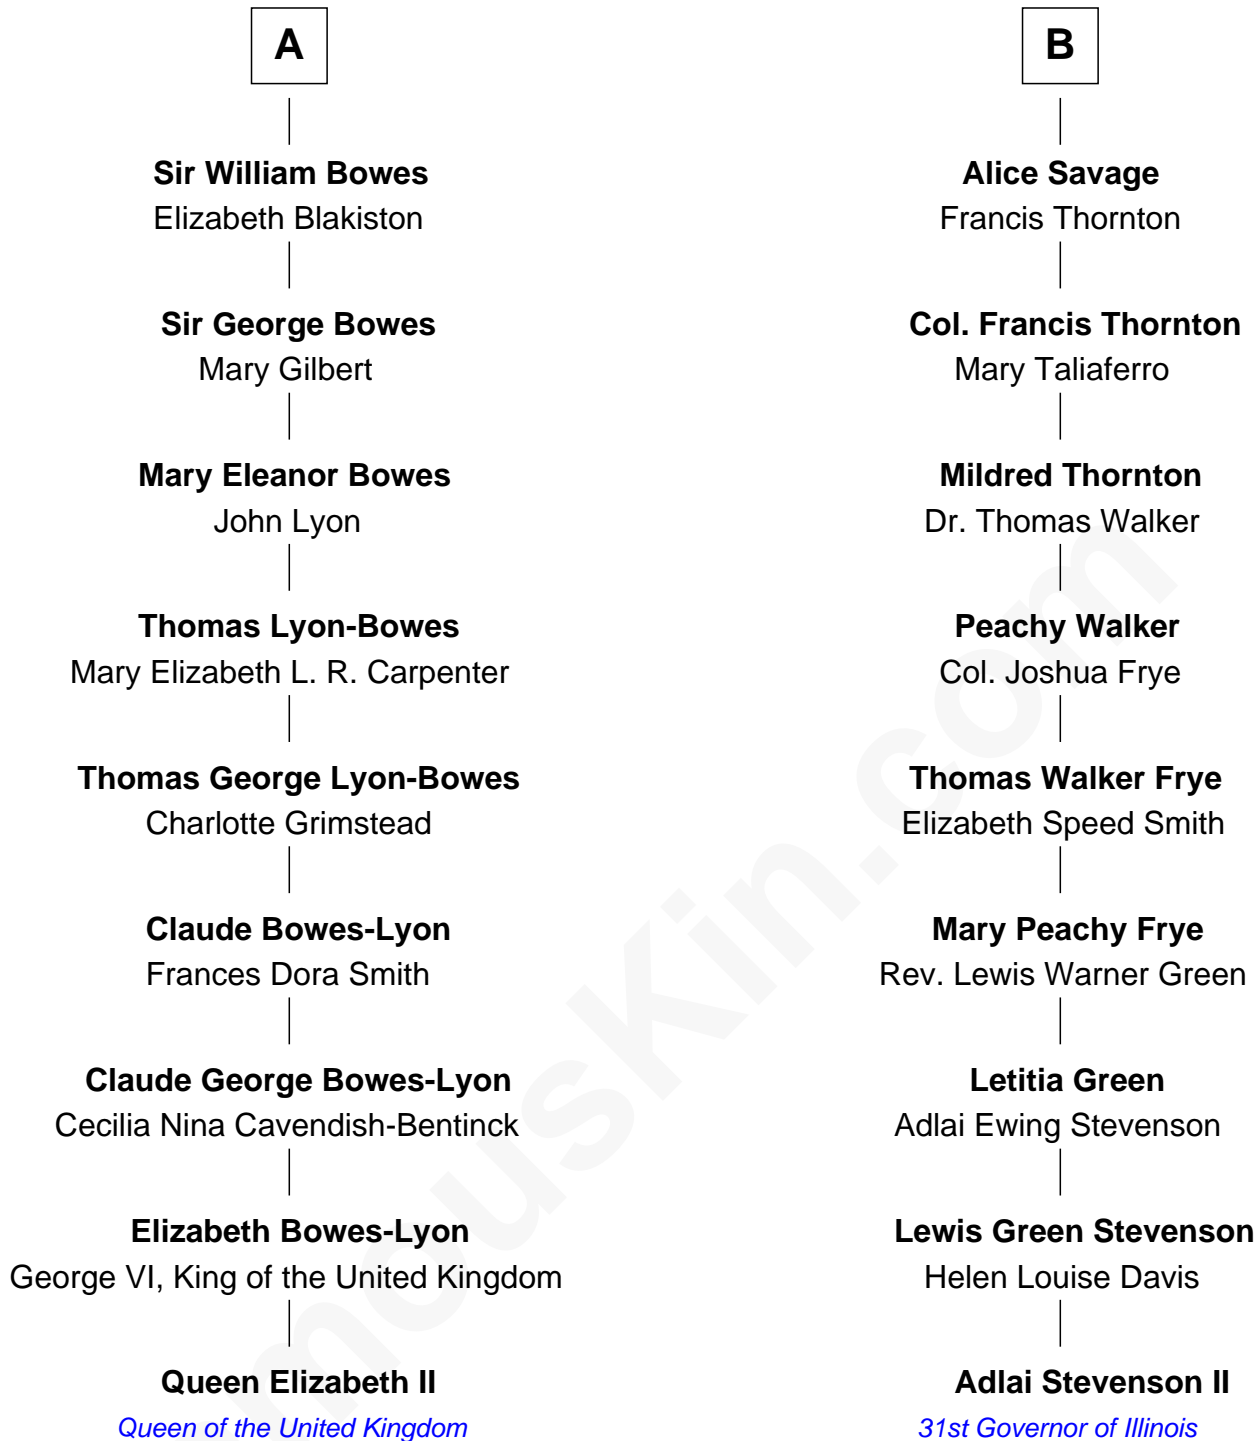 A
Sir William Bowes
Elizabeth Blakiston
Sir George Bowes
Mary Gilbert
Mary Eleanor Bowes
John Lyon
Thomas Lyon-Bowes
Mary Elizabeth L. R. Carpenter
Thomas George Lyon-Bowes
Charlotte Grimstead
Claude Bowes-Lyon
Frances Dora Smith
Claude George Bowes-Lyon
Cecilia Nina Cavendish-Bentinck
Elizabeth Bowes-Lyon
George VI, King of the United Kingdom
Queen Elizabeth II
Queen of the United Kingdom
B
Alice Savage
Francis Thornton
Col. Francis Thornton
Mary Taliaferro
Mildred Thornton
Dr. Thomas Walker
Peachy Walker
Col. Joshua Frye
Thomas Walker Frye
Elizabeth Speed Smith
Mary Peachy Frye
Rev. Lewis Warner Green
Letitia Green
Adlai Ewing Stevenson
Lewis Green Stevenson
Helen Louise Davis
Adlai Stevenson II
31st Governor of Illinois
mousKin.com